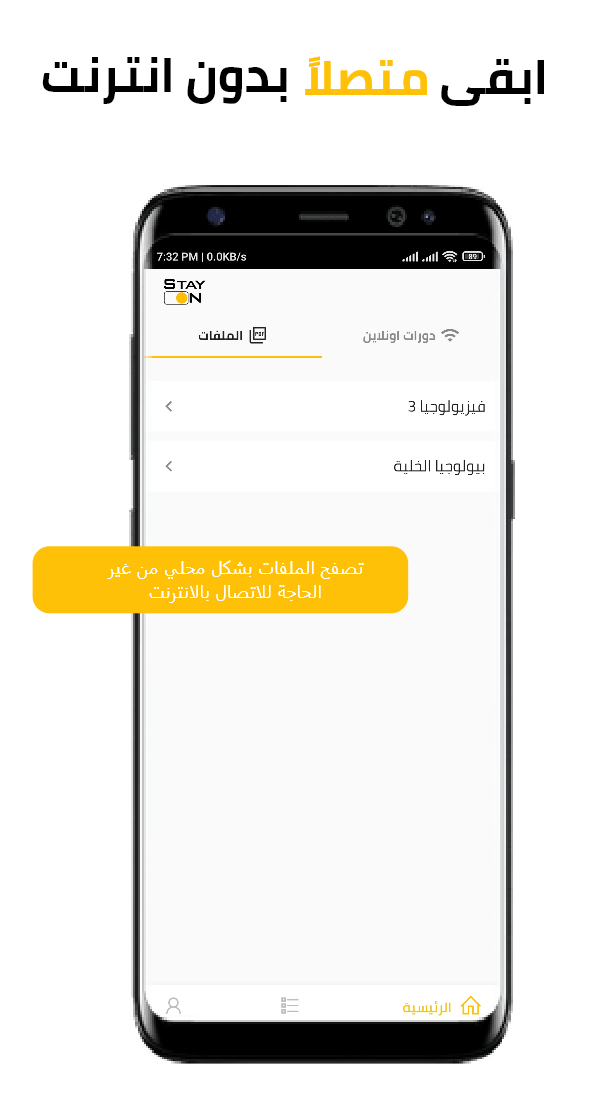 ابقى متصلاً بدون انترنت
7:32 PM | 0.0KB/s
89
STAY
ON
دورات اونلاين
الملفات
PDF
فيزيولوجيا 3
بيولوجيا الخلية
تصفح الملفات بشكل محلي من غير
الحاجة للاتصال بالانترنت
الرئيسية